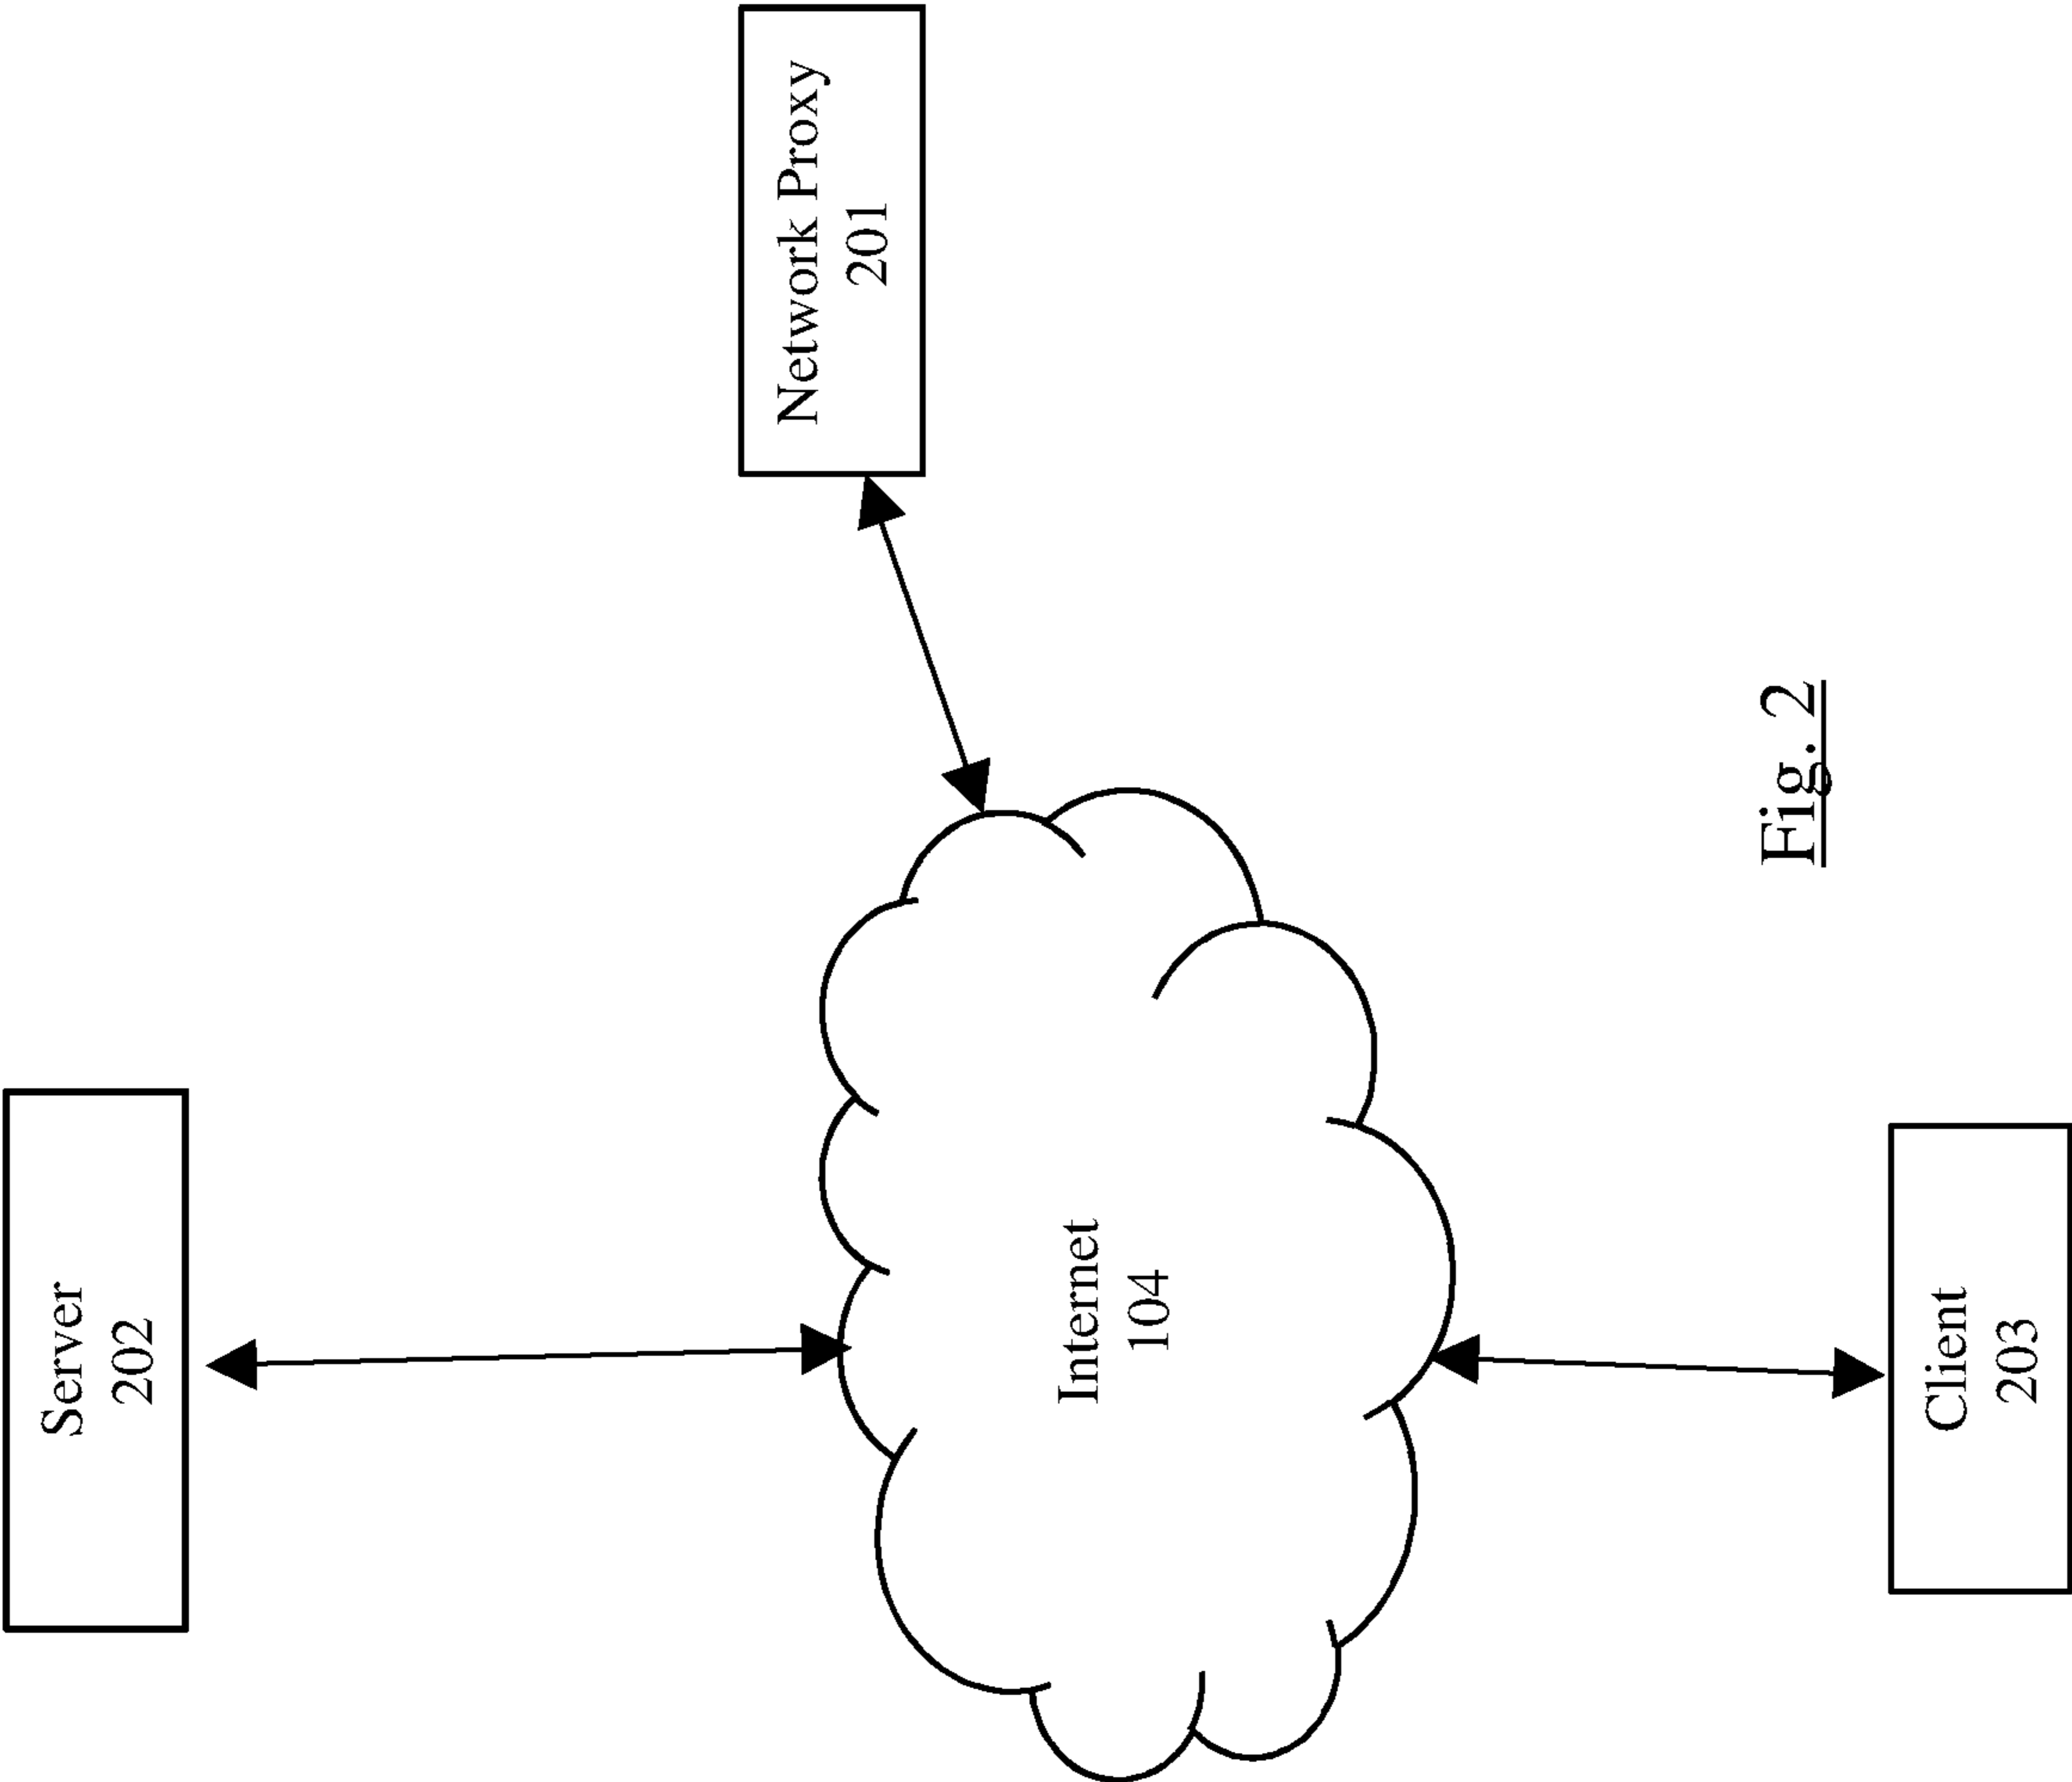 Server
202
Network Proxy
201
Internet
104
Client
203
Fig. 2